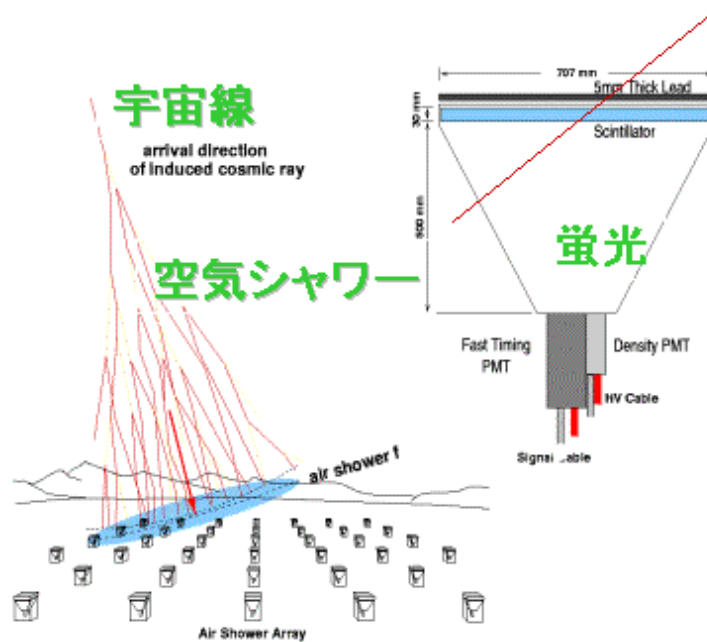 宇宙線
arrival direction
of induced cosmic ray
空気シャワー
air shower f
Air Shower Array
707 mm
5mm Thick Lead
30 mm
Scintillator
500 mm
蛍光
Fast Timing
PMT
Density PMT
HV Cable
Signal
able